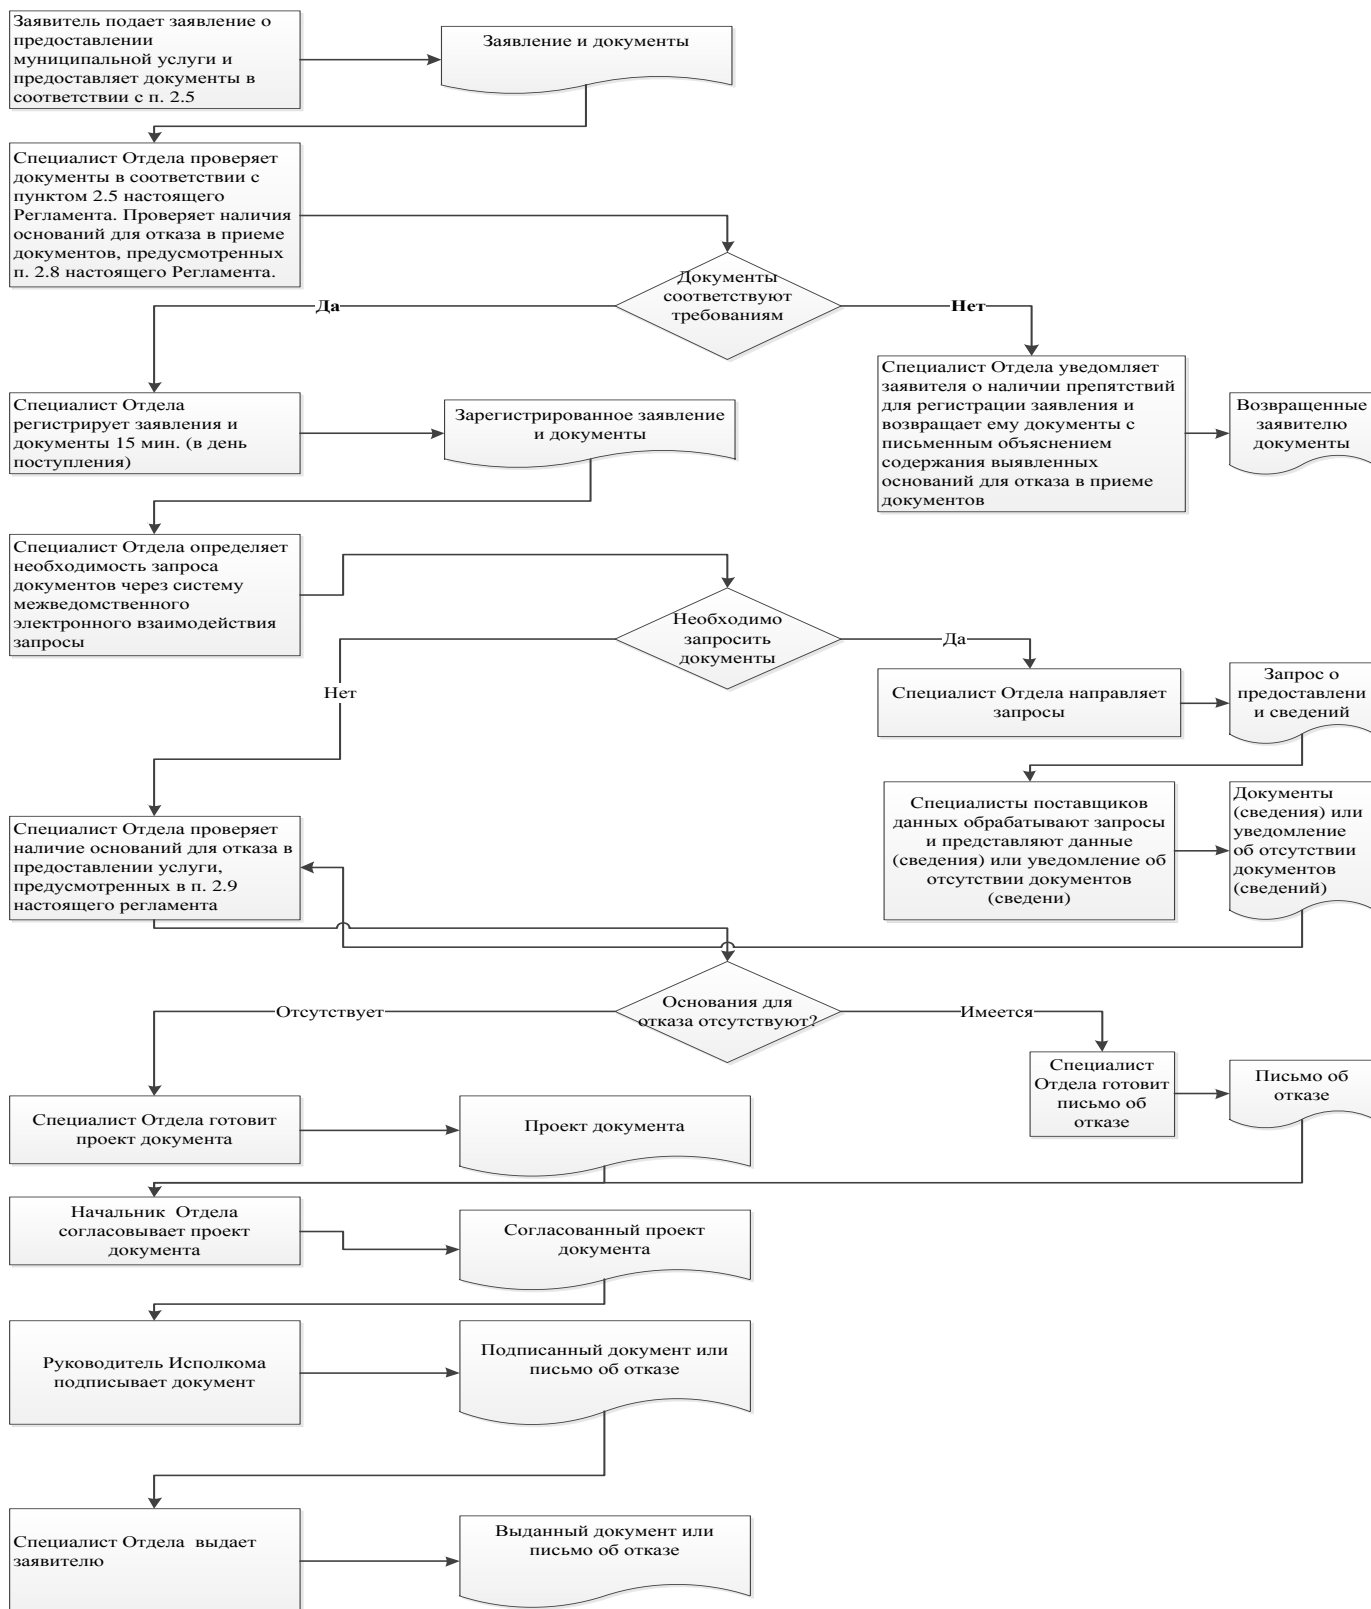 Заявитель подает заявление о
предоставлении
муниципальной услуги и
предоставляет документы в
соответствии с п. 2.5
Заявление и документы
Специалист Отдела проверяет
документы в соответствии с
пунктом 2.5 настоящего
Регламента. Проверяет наличия
оснований для отказа в приеме
документов, предусмотренных
п. 2.8 настоящего Регламента.
Документы
соответствуют
требованиям
Да
Нет
Специалист Отдела
регистрирует заявления и
документы 15 мин. (в день
поступления)
Зарегистрированное заявление
и документы
Специалист Отдела уведомляет
заявителя о наличии препятствий
для регистрации заявления и
возвращает ему документы с
письменным объяснением
содержания выявленных
оснований для отказа в приеме
документов
Возвращенные
заявителю
документы
Специалист Отдела определяет
необходимость запроса
документов через систему
межведомственного
электронного взаимодействия
запросы
Необходимо
запросить
документы
Да
Нет
Специалист Отдела направляет
запросы
Запрос о
предоставлени
и сведений
Специалисты поставщиков
данных обрабатывают запросы
и представляют данные
(сведения) или уведомление об
отсутствии документов
(сведени)
Документы
(сведения) или
уведомление
об отсутствии
документов
(сведений)
Специалист Отдела проверяет
наличие оснований для отказа в
предоставлении услуги,
предусмотренных в п. 2.9
настоящего регламента
Основания для
отказа отсутствуют?
Отсутствует
Имеется
Специалист
Отдела готовит
письмо об
отказе
Письмо об
отказе
Специалист Отдела готовит
проект документа
Проект документа
Начальник  Отдела
согласовывает проект
документа
Согласованный проект
документа
Руководитель Исполкома
подписывает документ
Подписанный документ или
письмо об отказе
Специалист Отдела  выдает
заявителю
Выданный документ или
письмо об отказе